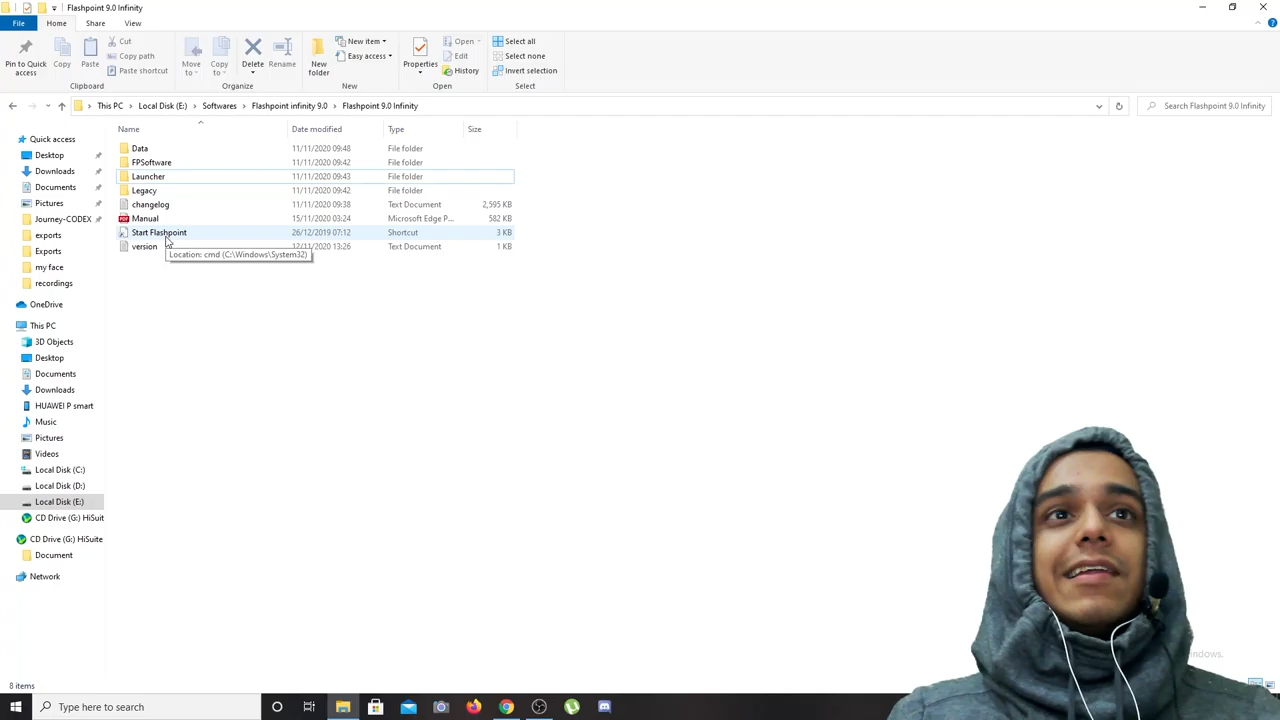 Flashpoint 9.0 Infinity
File Home Share View
Pin to Quick access
Copy
Paste
Cut
Copy path
Paste shortcut
Clipboard
Move to
Copy to
Delete
Rename
Organize
New folder
New item
Easy access
New
Properties
Open
Edit
History
Open
Select all
Select none
Invert selection
Select
This PC Local Disk (E:) Softwares Flashpoint infinity 9.0 Flashpoint 9.0 Infinity
Search Flashpoint 9.0 Infinity
Name Date modified Type Size
Data 11/11/2020 09:48 File folder
FPSoftware 11/11/2020 09:42 File folder
Launcher 11/11/2020 09:43 File folder
Legacy 11/11/2020 09:42 File folder
changelog 11/11/2020 09:38 Text Document 2,595 KB
PDF
Manual 15/11/2020 03:24 Microsoft Edge P... 582 KB
Start Flashpoint 26/12/2019 07:12 Shortcut 3 KB
version 12/11/2020 13:26 Text Document 1 KB
Location: cmd (C:\Windows\System32)
Quick access
Desktop
Downloads
Documents
Pictures
Journey-CODEX
exports
Exports
my face
recordings
OneDrive
This PC
3D Objects
Desktop
Documents
Downloads
HUAWEI P smart
Music
Pictures
Videos
Local Disk (C:)
Local Disk (D:)
Local Disk (E:)
CD Drive (G:) HiSuit
CD Drive (G:) HiSuite
Document
Network
8 items
Type here to search